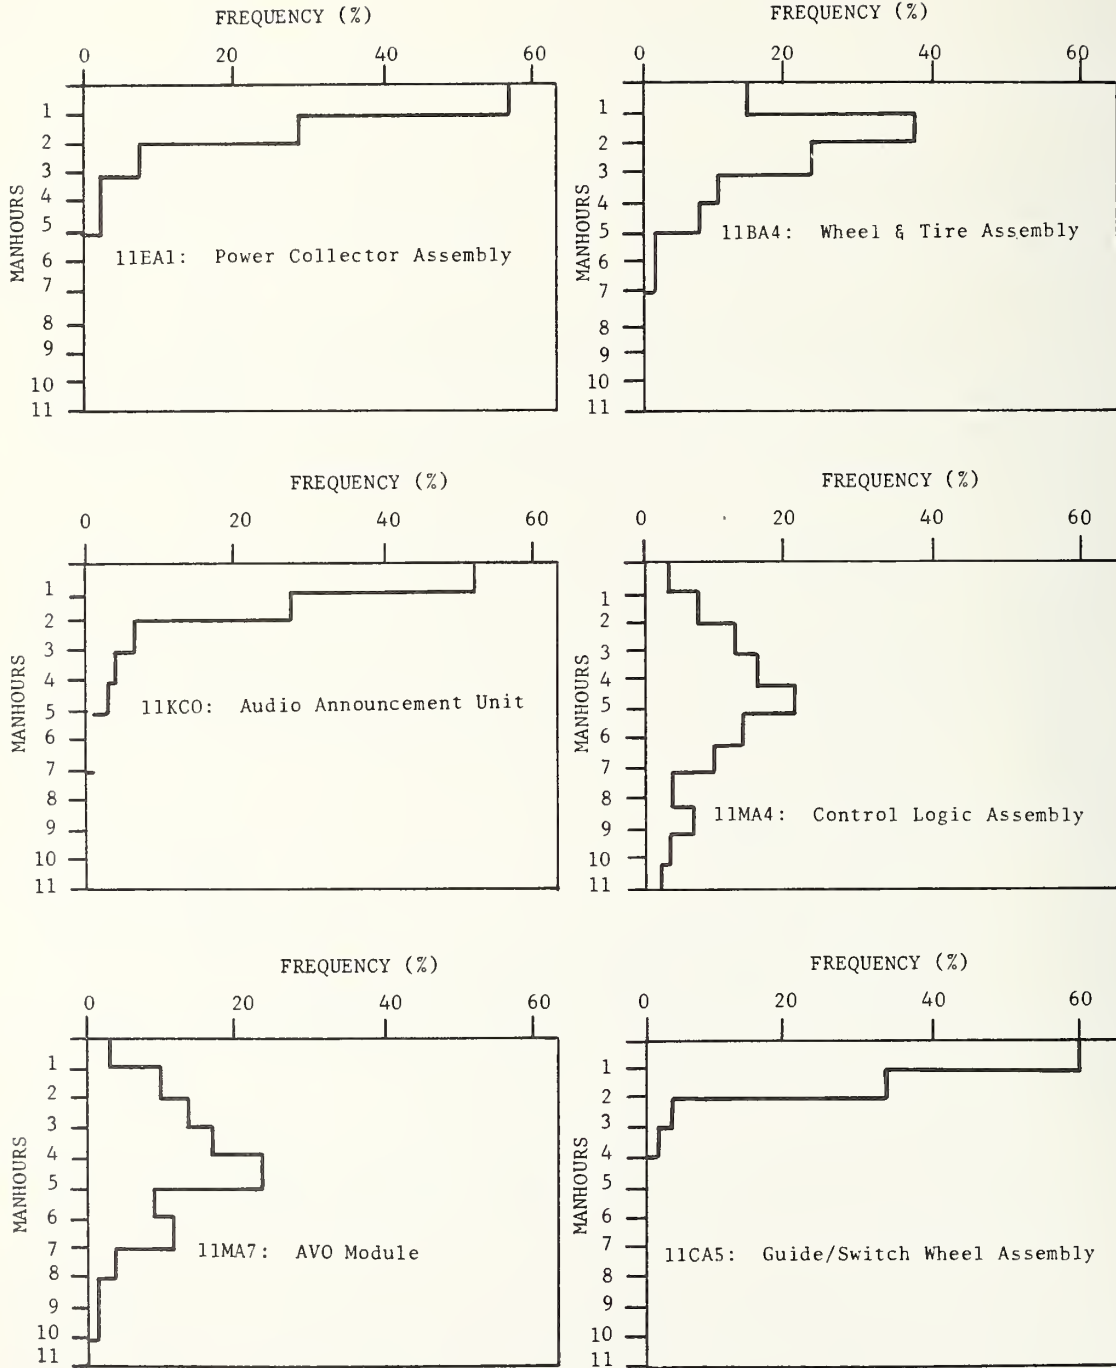 FREQUENCY (%)
0 20 40 60
MANHOURS
1
2
3
4
5
6
7
8
9
10
11
11EA1: Power Collector Assembly
FREQUENCY (%)
0 20 40 60
MANHOURS
1
2
3
4
5
6
7
8
9
10
11
11BA4: Wheel & Tire Assembly
FREQUENCY (%)
0 20 40 60
MANHOURS
1
2
3
4
5
6
7
8
9
10
11
11KCO: Audio Announcement Unit
FREQUENCY (%)
0 20 40 60
MANHOURS
1
2
3
4
5
6
7
8
9
10
11
11MA4: Control Logic Assembly
FREQUENCY (%)
0 20 40 60
MANHOURS
1
2
3
4
5
6
7
8
9
10
11
11MA7: AVO Module
FREQUENCY (%)
0 20 40 60
MANHOURS
1
2
3
4
5
6
7
8
9
10
11
11CA5: Guide/Switch Wheel Assembly